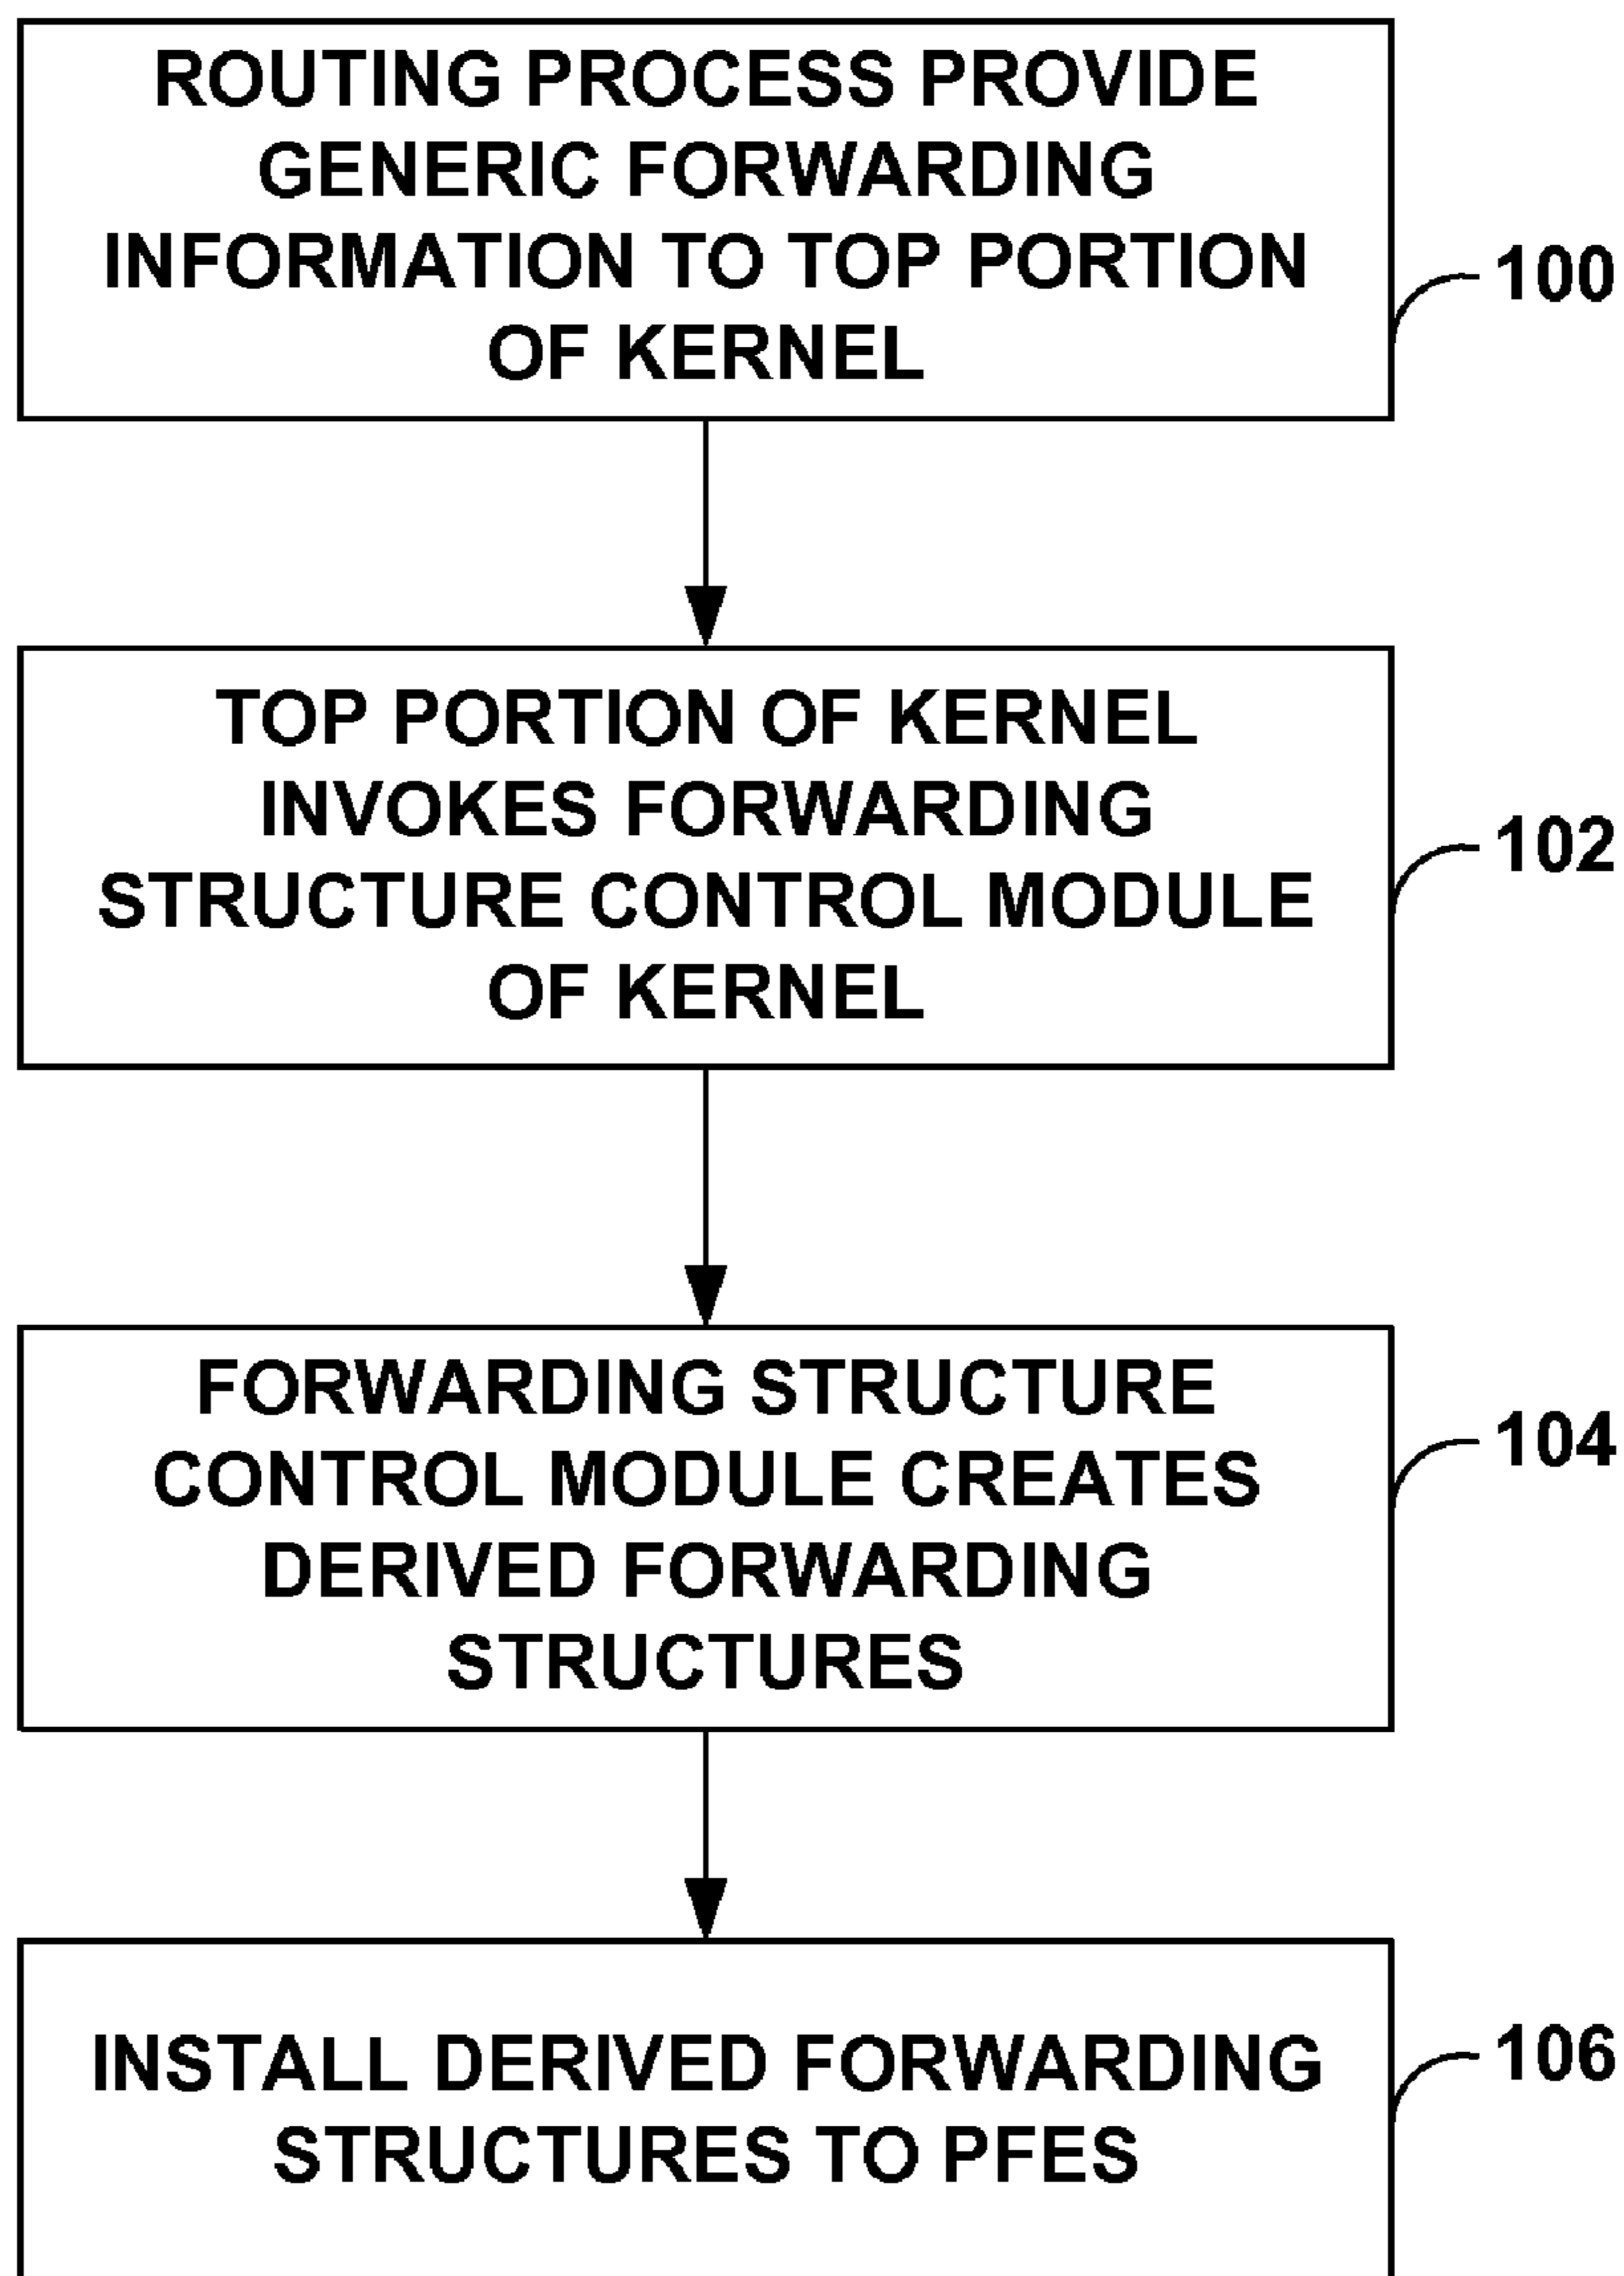 ROUTING PROCESS PROVIDE
GENERIC FORWARDING
INFORMATION TO TOP PORTION
OF KERNEL
100
TOP PORTION OF KERNEL
INVOKES FORWARDING
STRUCTURE CONTROL MODULE
OF KERNEL
102
FORWARDING STRUCTURE
CONTROL MODULE CREATES
DERIVED FORWARDING
STRUCTURES
104
INSTALL DERIVED FORWARDING
STRUCTURES TO PFES
106